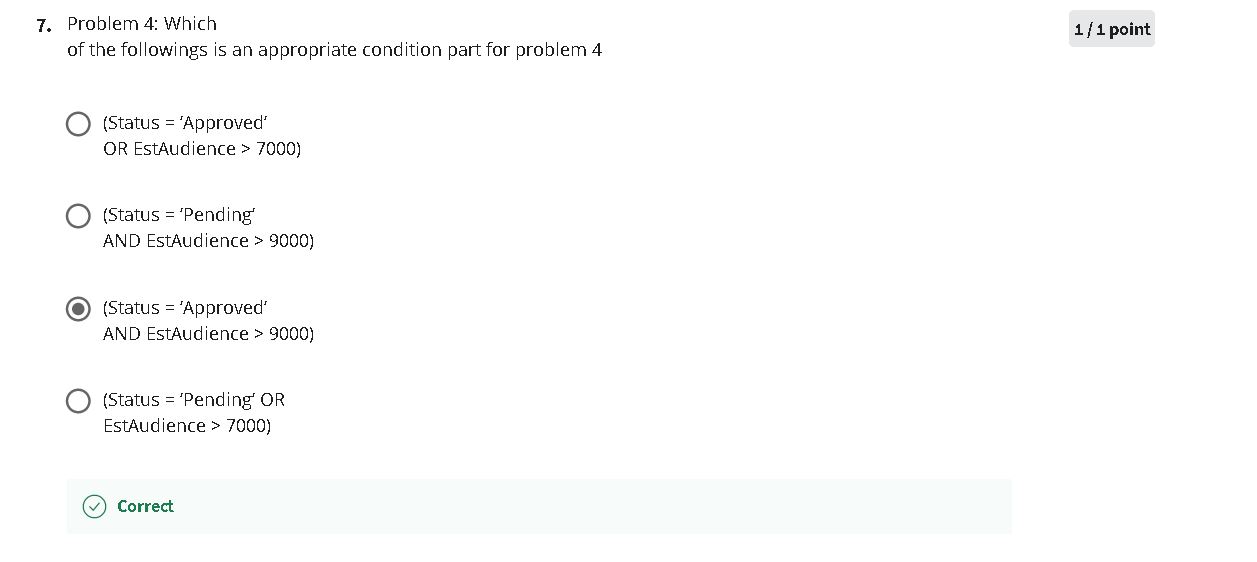 7. Problem 4: Which
1 / 1 point
of the followings is an appropriate condition part for problem 4
(Status = ‘Approved’
OR EstAudience > 7000)
(Status = ‘Pending’
AND EstAudience > 9000)
(Status = ‘Approved’
AND EstAudience > 9000)
(Status = ‘Pending’ OR
EstAudience > 7000)
Correct